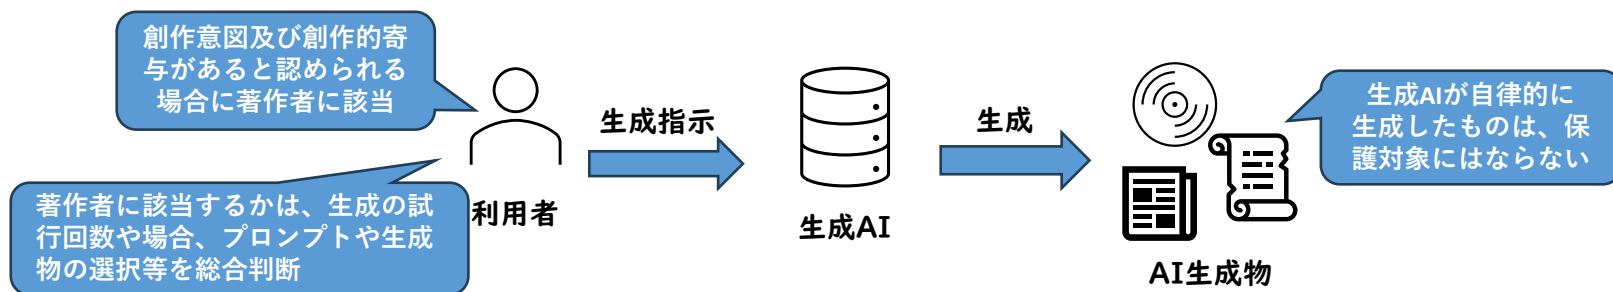 創作意図及び創作的寄
与があると認められる
場合に著作者に該当
著作者に該当するかは、生成の試
行回数や場合、プロンプトや生成
物の選択等を総合判断
利用者
生成指示
生成AI
生成
AI生成物
生成AIが自律的に
生成したものは、保
護対象にはならない